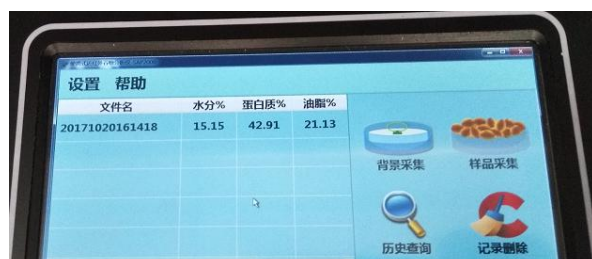 设置 帮助
文件名 水分% 蛋白质% 油脂%
20171020161418 15.15 42.91 21.13
背景采集 样品采集
历史查询 记录删除